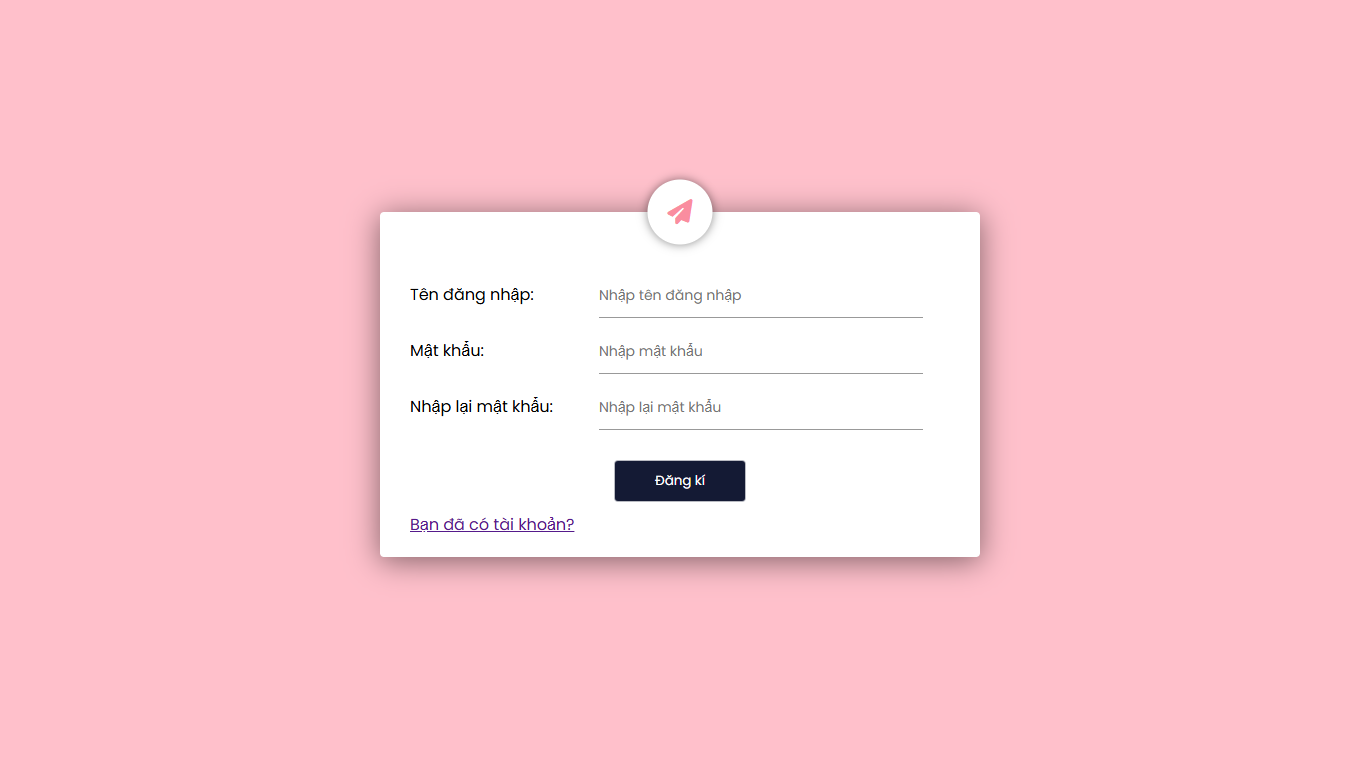 Tên đăng nhập:
Nhập tên đăng nhập
Mật khẩu:
Nhập mật khẩu
Nhập lại mật khẩu:
Nhập lại mật khẩu
Đăng kí
Bạn đã có tài khoản?